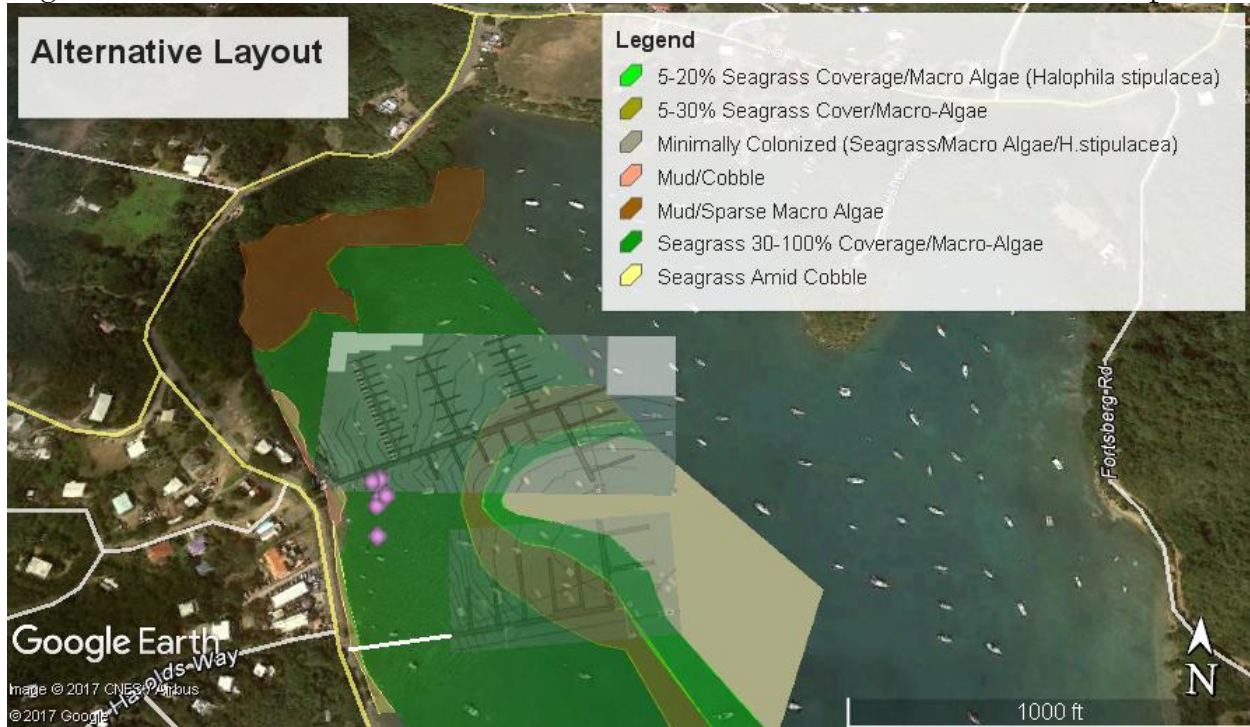 Alternative Layout
Legend
5-20% Seagrass Coverage/Macro Algae (Halophila stipulacea)
5-30% Seagrass Cover/Macro-Algae
Minimally Colonized (Seagrass/Macro Algae/H.stipulacea)
Mud/Cobble
Mud/Sparse Macro Algae
Seagrass 30-100% Coverage/Macro-Algae
Seagrass Amid Cobble
Fortsberg Rd
Google Earth
Harolds Way
Image © 2017 CNES / Airbus
© 2017 Google
1000 ft
N